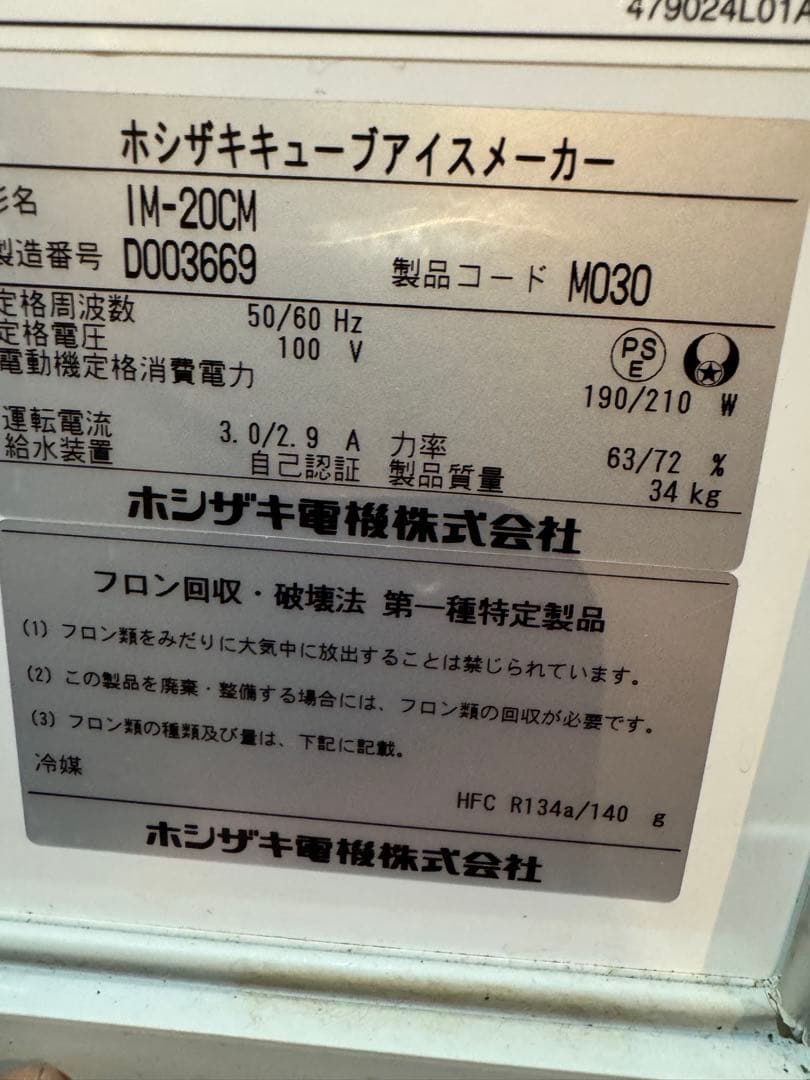 479024L01A
ホシザキキューブアイスメーカー
形名 IM-20CM
製造番号 D003669 製品コード M030
定格周波数 50/60 Hz
定格電圧 100 V
PS
E
電動機定格消費電力 190/210 W
運転電流 3.0/2.9 A 力率 63/72 %
給水装置 自己認証 製品質量 34 kg
ホシザキ電機株式会社
フロン回収・破壊法 第一種特定製品
(1) フロン類をみだりに大気中に放出することは禁じられています。
(2) この製品を廃棄・整備する場合には、フロン類の回収が必要です。
(3) フロン類の種類及び量は、下記に記載。
冷媒 HFC R134a/140 g
ホシザキ電機株式会社